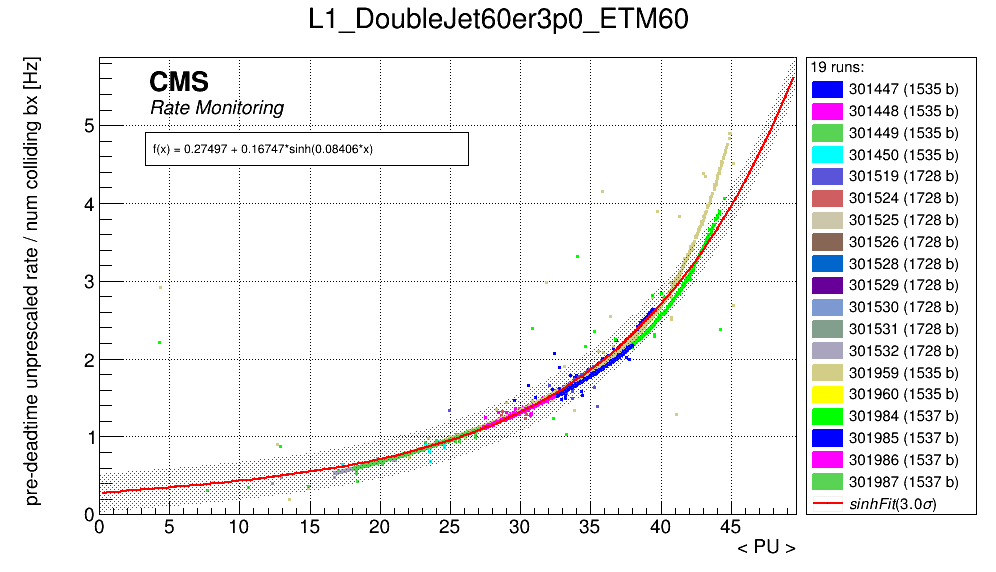 L1_DoubleJet60er3p0_ETM60
pre-deadtime unprescaled rate / num colliding bx [Hz]
CMS
Rate Monitoring
f(x) = 0.27497 + 0.16747*sinh(0.08406*x)
5
4
3
2
1
0
0 5 10 15 20 25 30 35 40 45
< PU >
19 runs:
301447 (1535 b)
301448 (1535 b)
301449 (1535 b)
301450 (1535 b)
301519 (1728 b)
301524 (1728 b)
301525 (1728 b)
301526 (1728 b)
301528 (1728 b)
301529 (1728 b)
301530 (1728 b)
301531 (1728 b)
301532 (1728 b)
301959 (1535 b)
301960 (1535 b)
301984 (1537 b)
301985 (1537 b)
301986 (1537 b)
301987 (1537 b)
sinhFit(3.0σ)